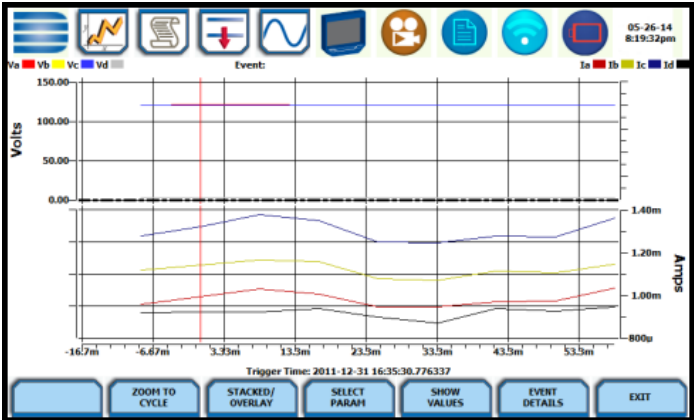 05-26-14
8:19:32pm
Va Vb Vc Vd
Event:
Ia Ib Ic Id
150.00
100.00
50.00
0.00
Volts
1.40m
1.20m
1.00m
800µ
Amps
-16.7m -6.67m 3.33m 13.3m 23.3m 33.3m 43.3m 53.3m
Trigger Time: 2011-12-31 16:35:30.776337
ZOOM TO
CYCLE
STACKED/
OVERLAY
SELECT
PARAM
SHOW
VALUES
EVENT
DETAILS
EXIT